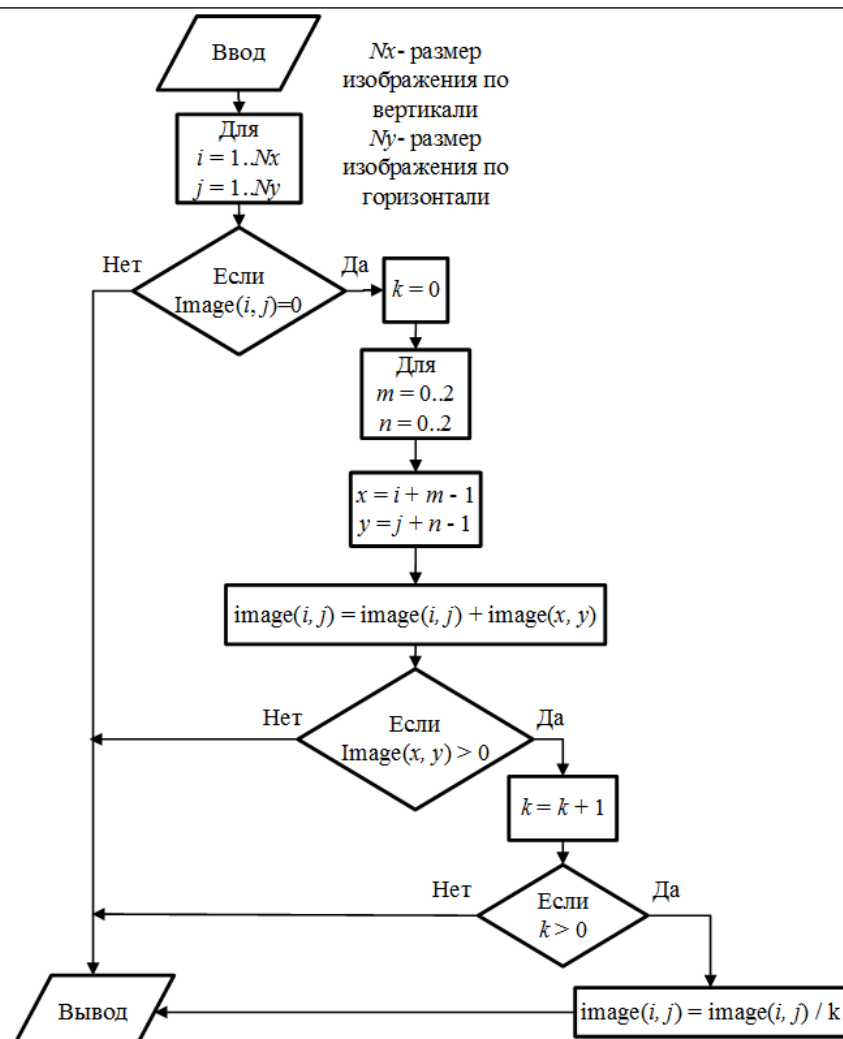 Ввод
Nx- размер
изображения по
вертикали
Ny- размер
изображения по
горизонтали
Для
i = 1..Nx
j = 1..Ny
Нет
Если
Image(i, j)=0
Да
k = 0
Для
m = 0..2
n = 0..2
x = i + m - 1
y = j + n - 1
image(i, j) = image(i, j) + image(x, y)
Нет
Если
Image(x, y) > 0
Да
k = k + 1
Нет
Если
k > 0
Да
Вывод
image(i, j) = image(i, j) / k